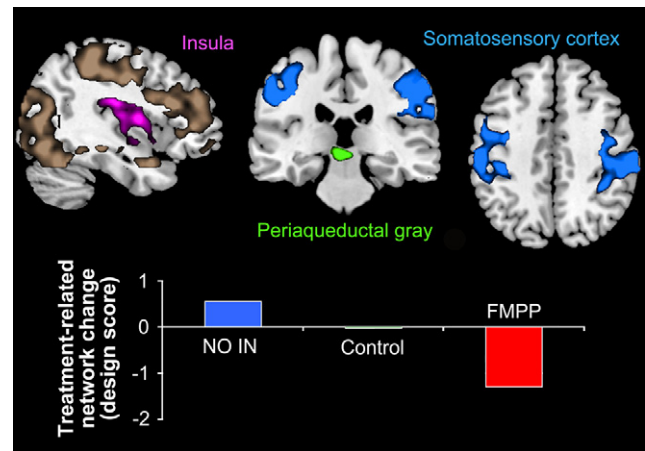 Insula
Somatosensory cortex
Periaqueductal gray
Treatment-related
network change
(design score)
1
0
-1
-2
NO IN
Control
FMPP